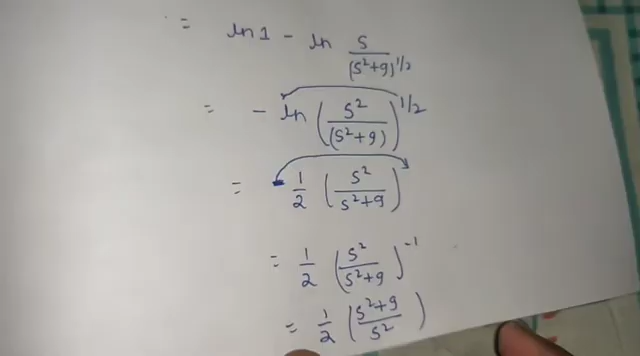 = ln 1 - ln s/(s²+9)^1/2
= - ln (s²/(s²+9))^1/2
= - 1/2 (s²/s²+9)
= 1/2 (s²/s²+9)^-1
= 1/2 (s²+9/s²)